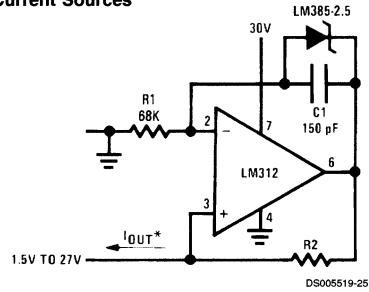 Current Sources
LM385-2.5
30V
R1
68K
C1
150 pF
2
−
7
6
LM312
3
+
4
IOUT*
R2
1.5V TO 27V
DS005519-25